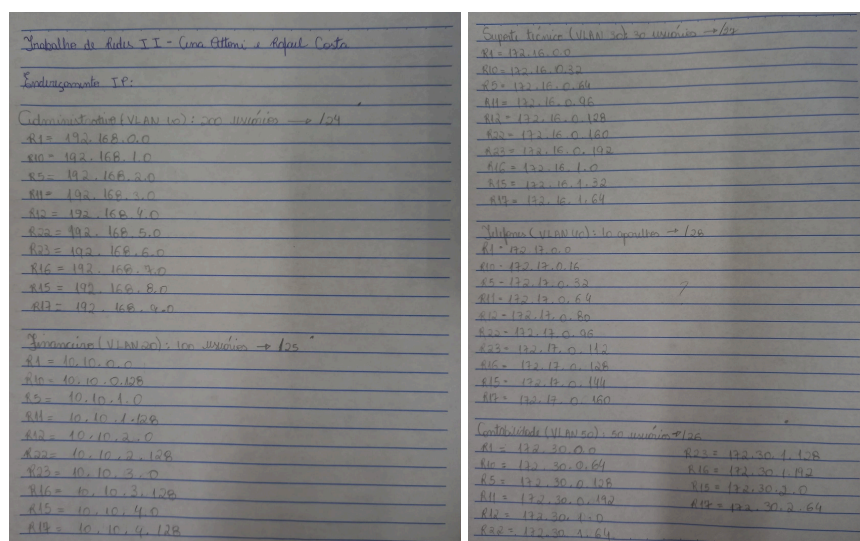 Trabalho de Redes II - Ana Attoni e Rafael Costa
Endereçamento IP:
Administrativo (VLAN 10): 200 usuários → /24
R1 = 192.168.0.0
R10 = 192.168.1.0
R5 = 192.168.2.0
R11 = 192.168.3.0
R12 = 192.168.4.0
R22 = 192.168.5.0
R23 = 192.168.6.0
R16 = 192.168.7.0
R15 = 192.168.8.0
R17 = 192.168.9.0
Financeiro (VLAN 20): 100 usuários → /25
R1 = 10.10.0.0
R10 = 10.10.0.128
R5 = 10.10.1.0
R11 = 10.10.1.128
R12 = 10.10.2.0
R22 = 10.10.2.128
R23 = 10.10.3.0
R16 = 10.10.3.128
R15 = 10.10.4.0
R17 = 10.10.4.128
Suporte técnico (VLAN 30): 30 usuários → /27
R1 = 172.16.0.0
R10 = 172.16.0.32
R5 = 172.16.0.64
R11 = 172.16.0.96
R12 = 172.16.0.128
R22 = 172.16.0.160
R23 = 172.16.0.192
R16 = 172.16.1.0
R15 = 172.16.1.32
R17 = 172.16.1.64
Telefones (VLAN 40): 10 aparelhos → /28
R1 = 172.17.0.0
R10 = 172.17.0.16
R5 = 172.17.0.32
R11 = 172.17.0.64
R12 = 172.17.0.80
R22 = 172.17.0.96
R23 = 172.17.0.112
R16 = 172.17.0.128
R15 = 172.17.0.144
R17 = 172.17.0.160
Contabilidade (VLAN 50): 50 usuários → /26
R1 = 172.30.0.0
R10 = 172.30.0.64
R5 = 172.30.0.128
R11 = 172.30.0.192
R12 = 172.30.1.0
R22 = 172.30.1.64
R23 = 172.30.1.128
R16 = 172.30.1.192
R15 = 172.30.2.0
R17 = 172.30.2.64